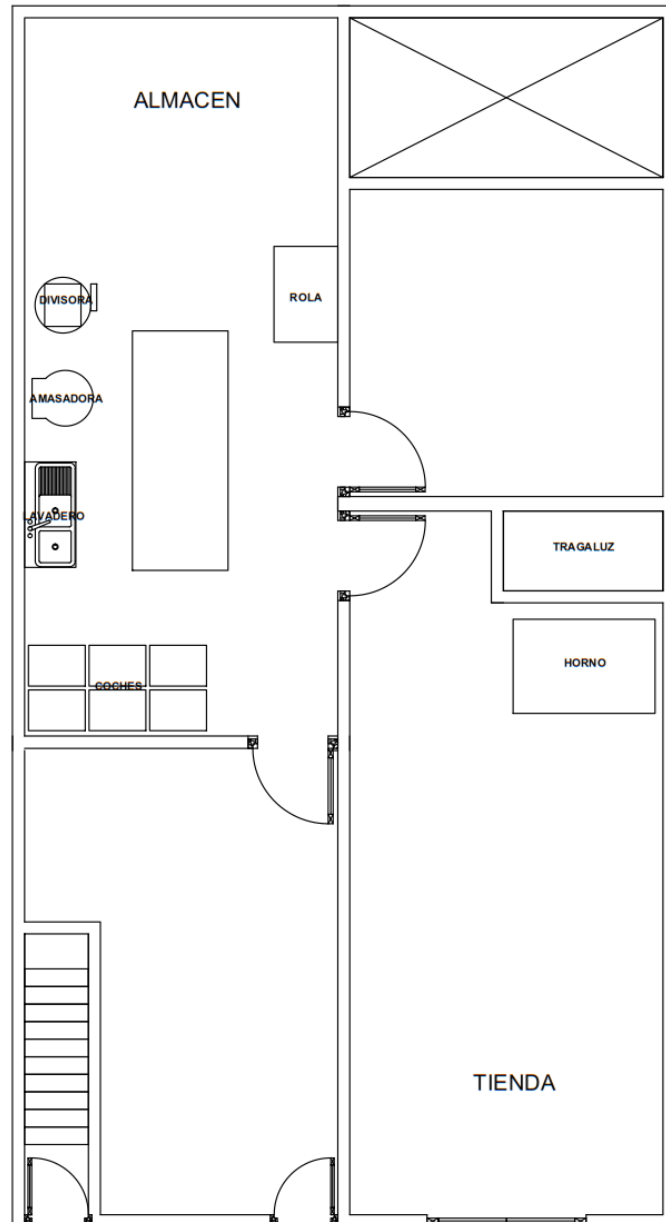 ALMACEN
DIVISORA
ROLA
AMASADORA
LAVADERO
TRAGALUZ
HORNO
COCHES
TIENDA